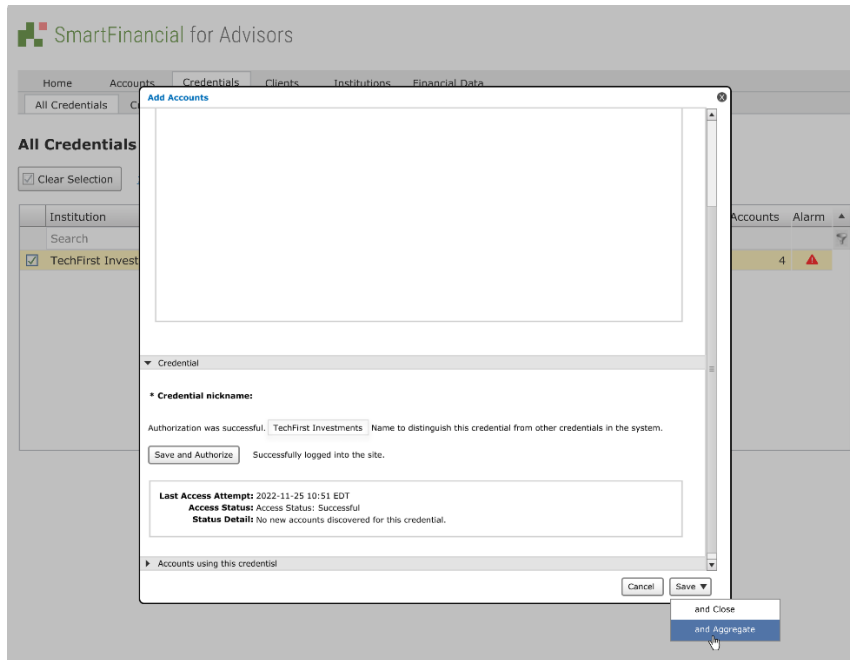 SmartFinancial for Advisors
Home Accounts Credentials Clients Institutions Financial Data
All Credentials
Add Accounts
All Credentials
Clear Selection
Institution Accounts Alarm
Search
TechFirst Invest 4
Credential
* Credential nickname:
Authorization was successful. TechFirst Investments Name to distinguish this credential from other credentials in the system.
Save and Authorize Successfully logged into the site.
Last Access Attempt: 2022-11-25 10:51 EDT
Access Status: Access Status: Successful
Status Detail: No new accounts discovered for this credential.
Accounts using this credentisl
Cancel Save ▼
and Close
and Aggregate